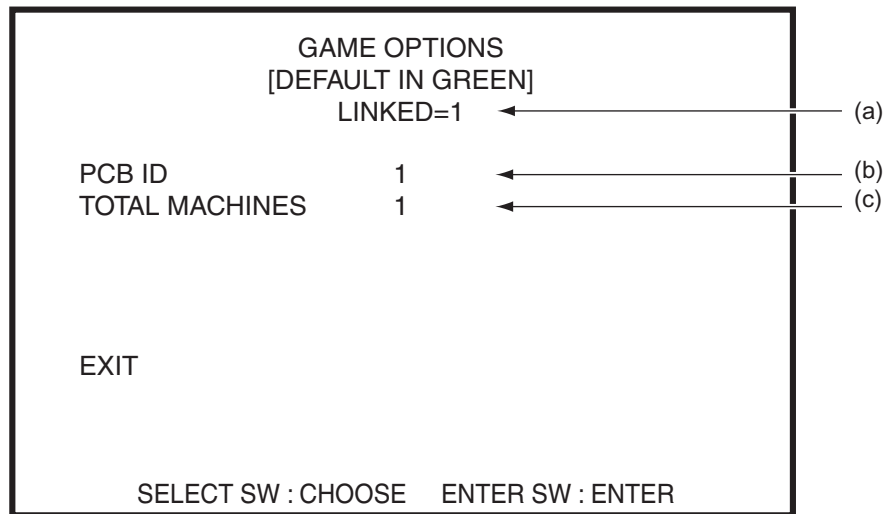 GAME OPTIONS
[DEFAULT IN GREEN]
LINKED=1 (a)
PCB ID 1 (b)
TOTAL MACHINES 1 (c)
EXIT
SELECT SW : CHOOSE ENTER SW : ENTER